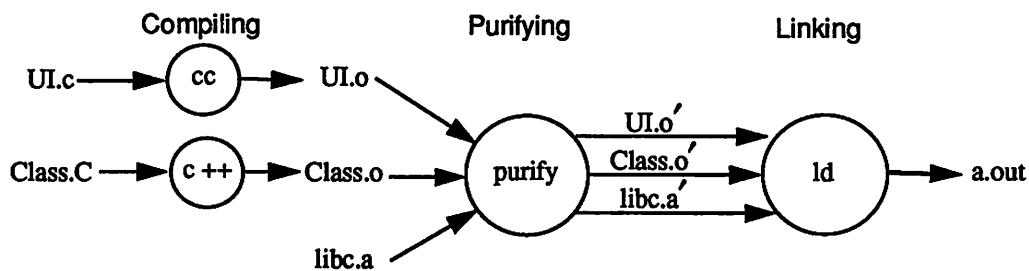 Compiling Purifying Linking
UI.c cc UI.o
UI.o′
Class.C c ++ Class.o purify Class.o′ ld a.out
libc.a′
libc.a